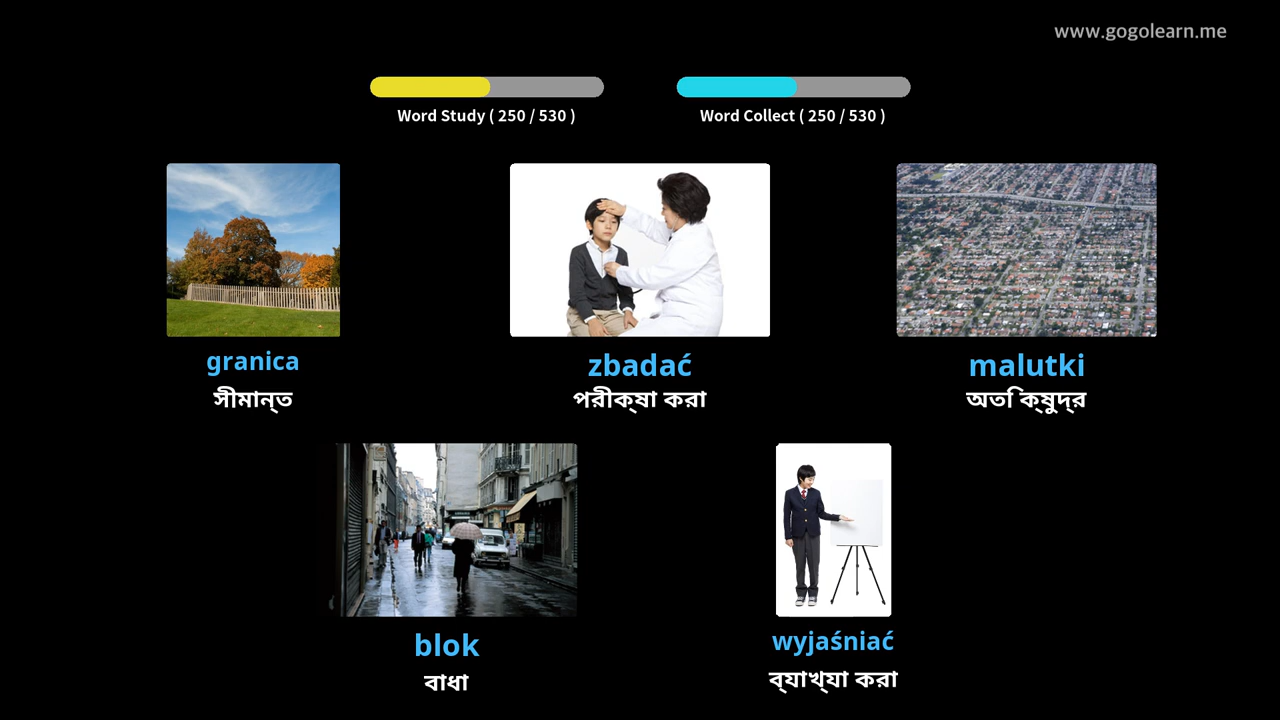 www.gogolearn.me
Word Study ( 250 / 530 )
Word Collect ( 250 / 530 )
granica
সীমান্ত
zbadać
পরীক্ষা করা
malutki
অতি ক্ষুদ্র
blok
বাধা
wyjaśniać
ব্যাখ্যা করা